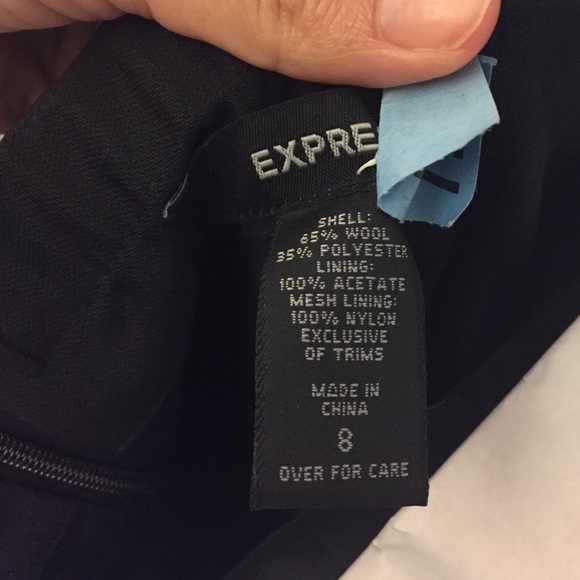 EXPRE
SHELL:
65% WOOL
35% POLYESTER
LINING:
100% ACETATE
MESH LINING:
100% NYLON
EXCLUSIVE
OF TRIMS
MADE IN
CHINA
8
OVER FOR CARE